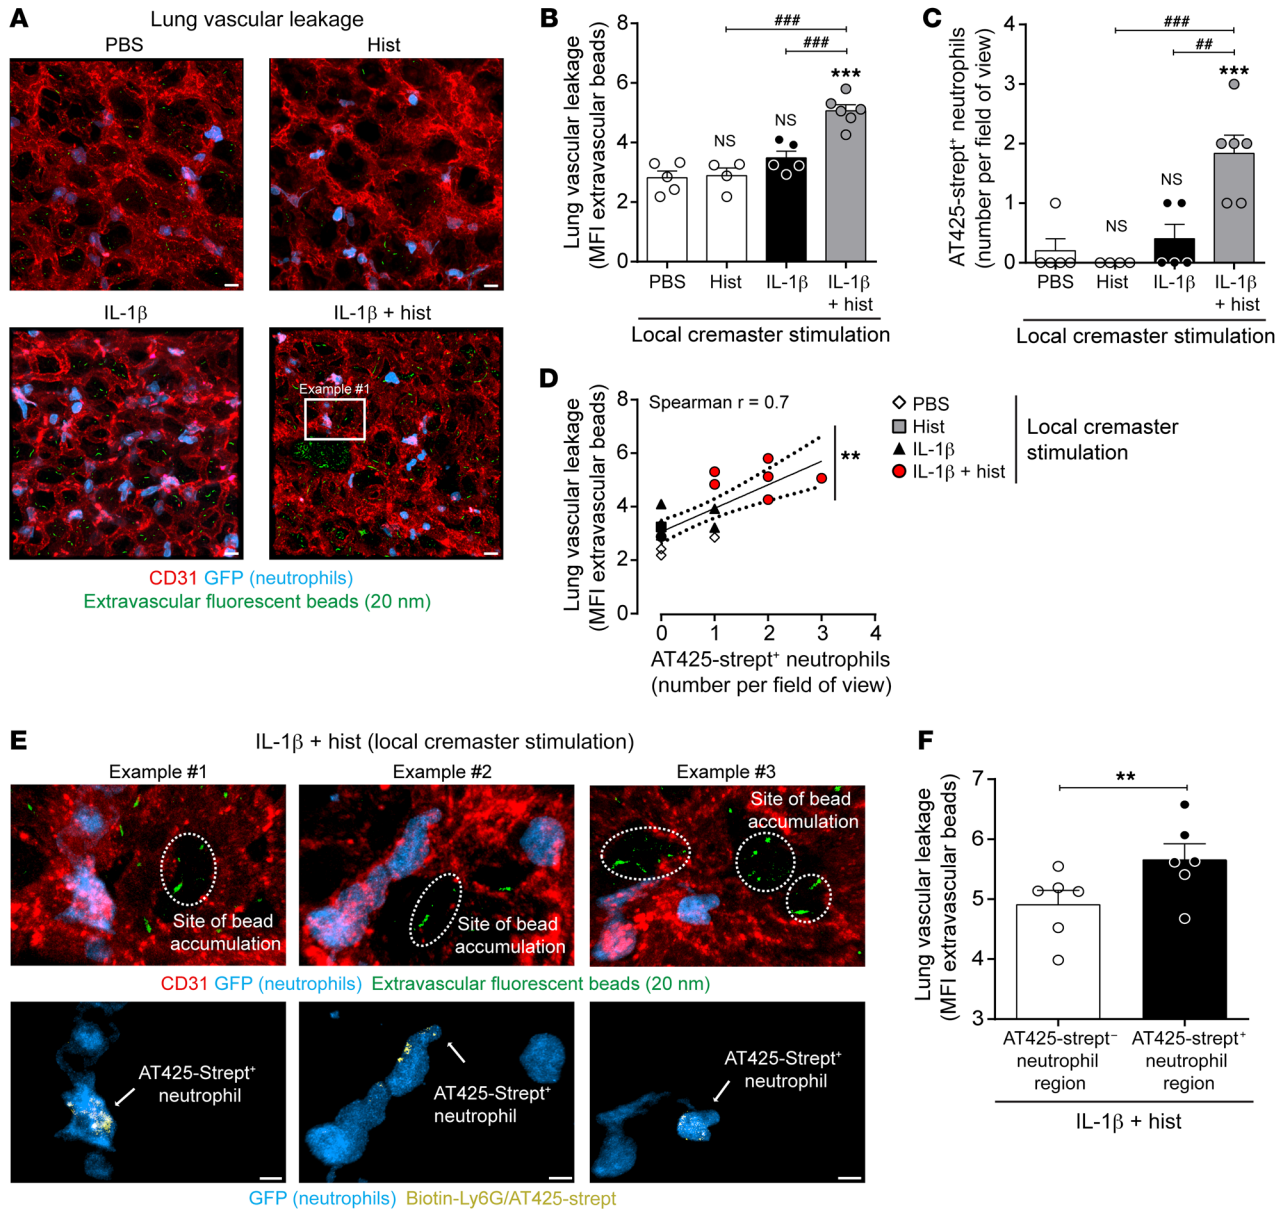 A
Lung vascular leakage
PBS
Hist
IL-1β
IL-1β + hist
Example #1
CD31 GFP (neutrophils)
Extravascular fluorescent beads (20 nm)
B
Lung vascular leakage
(MFI extravascular beads)
8
6
4
2
0
###
###
***
NS
NS
PBS
Hist
IL-1β
IL-1β
+ hist
Local cremaster stimulation
C
AT425-strept⁺ neutrophils
(number per field of view)
4
3
2
1
0
###
##
***
NS
NS
PBS
Hist
IL-1β
IL-1β
+ hist
Local cremaster stimulation
D
Lung vascular leakage
(MFI extravascular beads)
8
6
4
2
0
Spearman r = 0.7
**
0 1 2 3 4
AT425-strept⁺ neutrophils
(number per field of view)
PBS
Hist
IL-1β
IL-1β + hist
Local cremaster
stimulation
E
IL-1β + hist (local cremaster stimulation)
Example #1
Example #2
Example #3
Site of bead
accumulation
Site of bead
accumulation
Site of bead
accumulation
CD31 GFP (neutrophils) Extravascular fluorescent beads (20 nm)
AT425-Strept⁺
neutrophil
AT425-Strept⁺
neutrophil
AT425-Strept⁺
neutrophil
GFP (neutrophils) Biotin-Ly6G/AT425-strept
F
Lung vascular leakage
(MFI extravascular beads)
7
6
5
4
3
**
AT425-strept⁻
neutrophil
region
AT425-strept⁺
neutrophil
region
IL-1β + hist